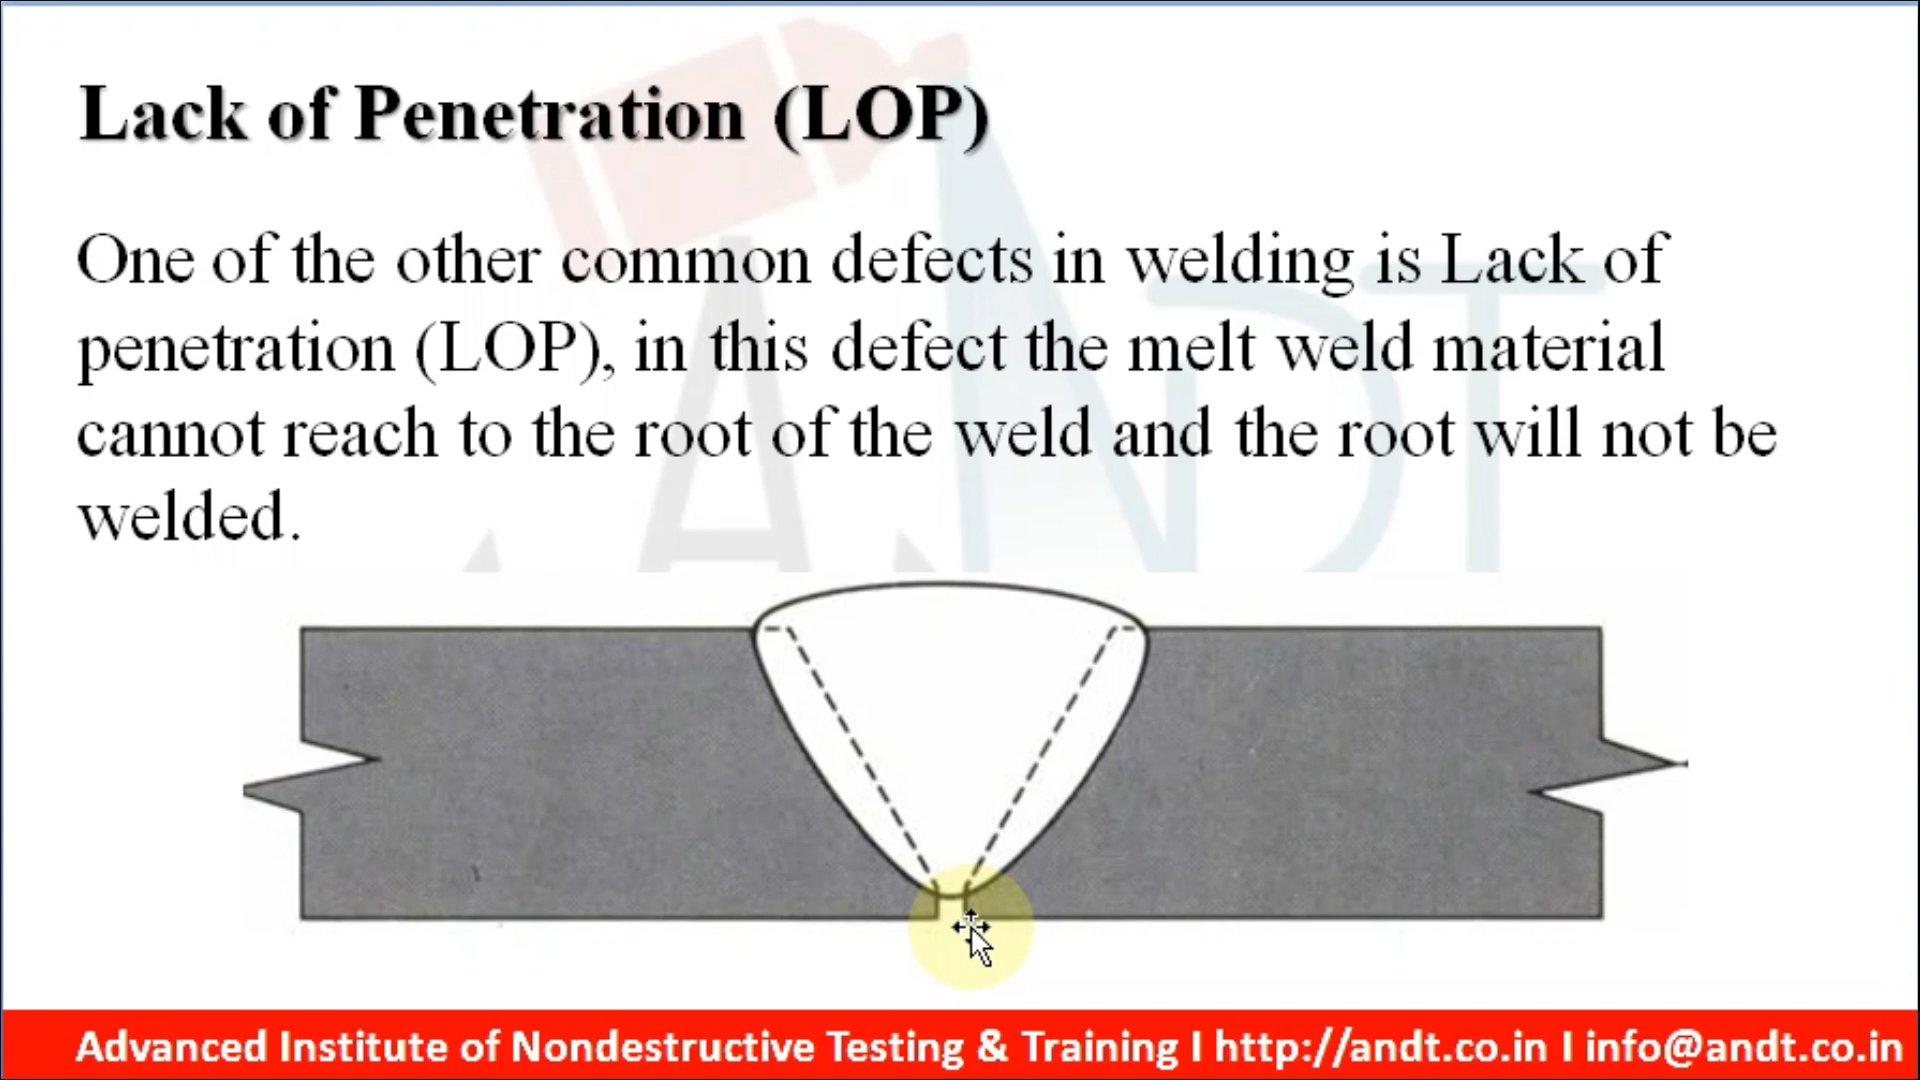 Lack of Penetration (LOP)
One of the other common defects in welding is Lack of
penetration (LOP), in this defect the melt weld material
cannot reach to the root of the weld and the root will not be
welded.
ANDT
Advanced Institute of Nondestructive Testing & Training I http://andt.co.in I info@andt.co.in